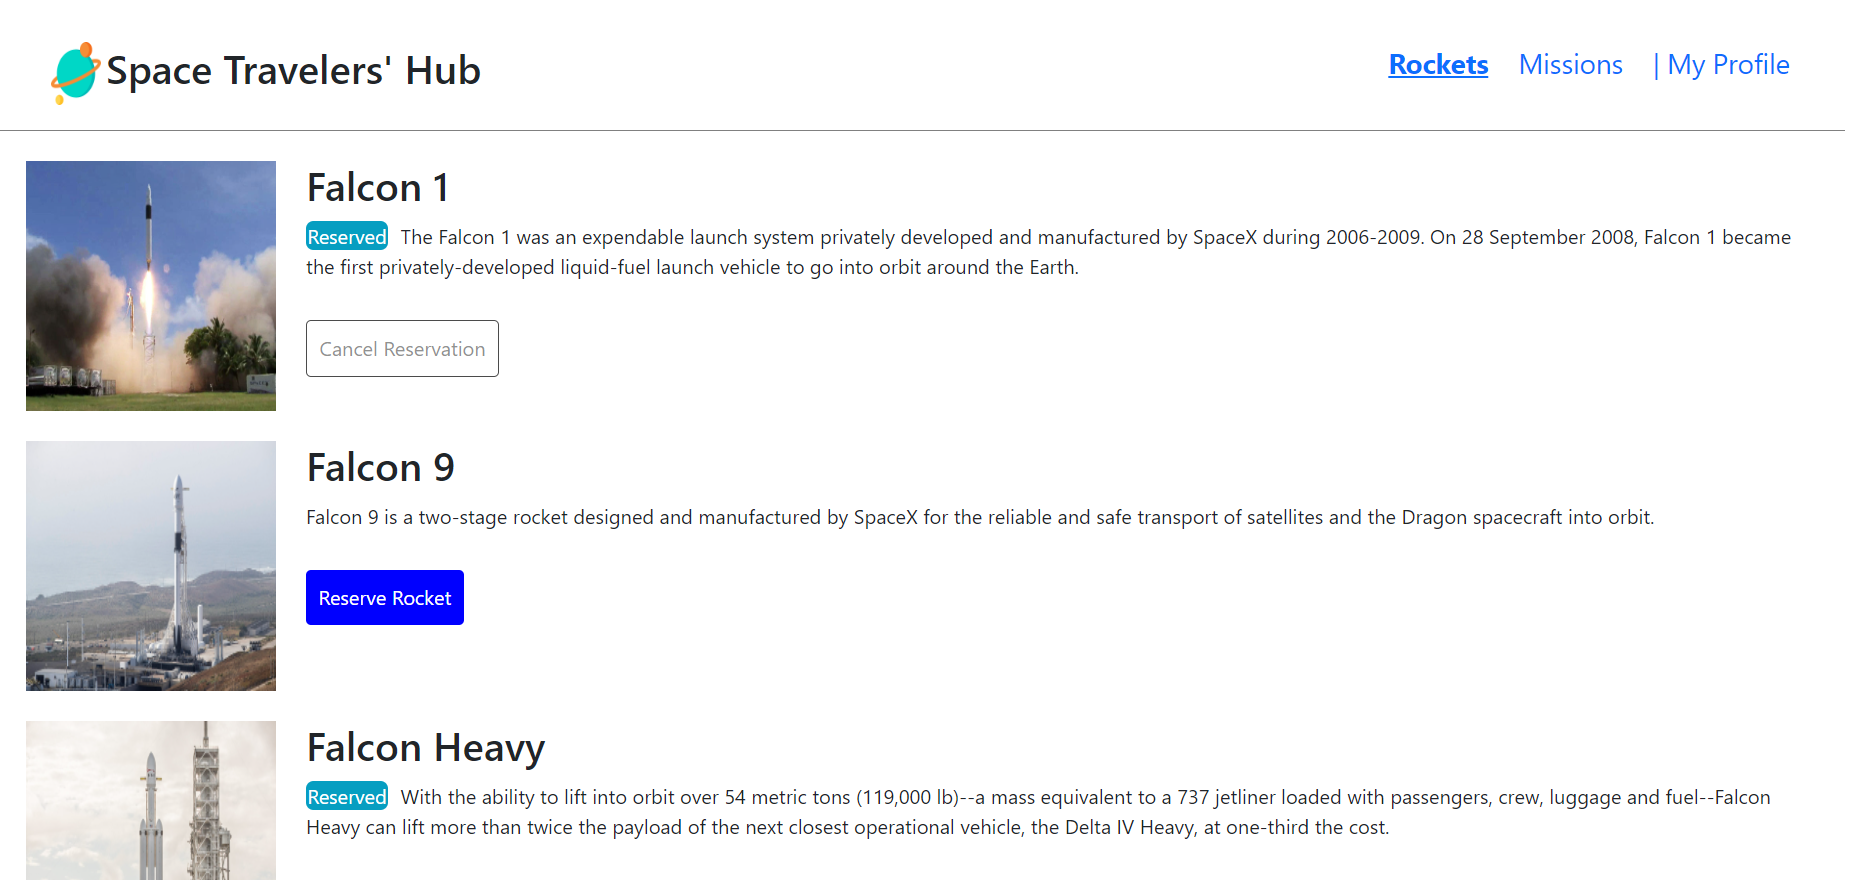 Space Travelers' Hub
Rockets Missions | My Profile
Falcon 1
Reserved The Falcon 1 was an expendable launch system privately developed and manufactured by SpaceX during 2006-2009. On 28 September 2008, Falcon 1 became
the first privately-developed liquid-fuel launch vehicle to go into orbit around the Earth.
Cancel Reservation
Falcon 9
Falcon 9 is a two-stage rocket designed and manufactured by SpaceX for the reliable and safe transport of satellites and the Dragon spacecraft into orbit.
Reserve Rocket
Falcon Heavy
Reserved With the ability to lift into orbit over 54 metric tons (119,000 lb)--a mass equivalent to a 737 jetliner loaded with passengers, crew, luggage and fuel--Falcon
Heavy can lift more than twice the payload of the next closest operational vehicle, the Delta IV Heavy, at one-third the cost.